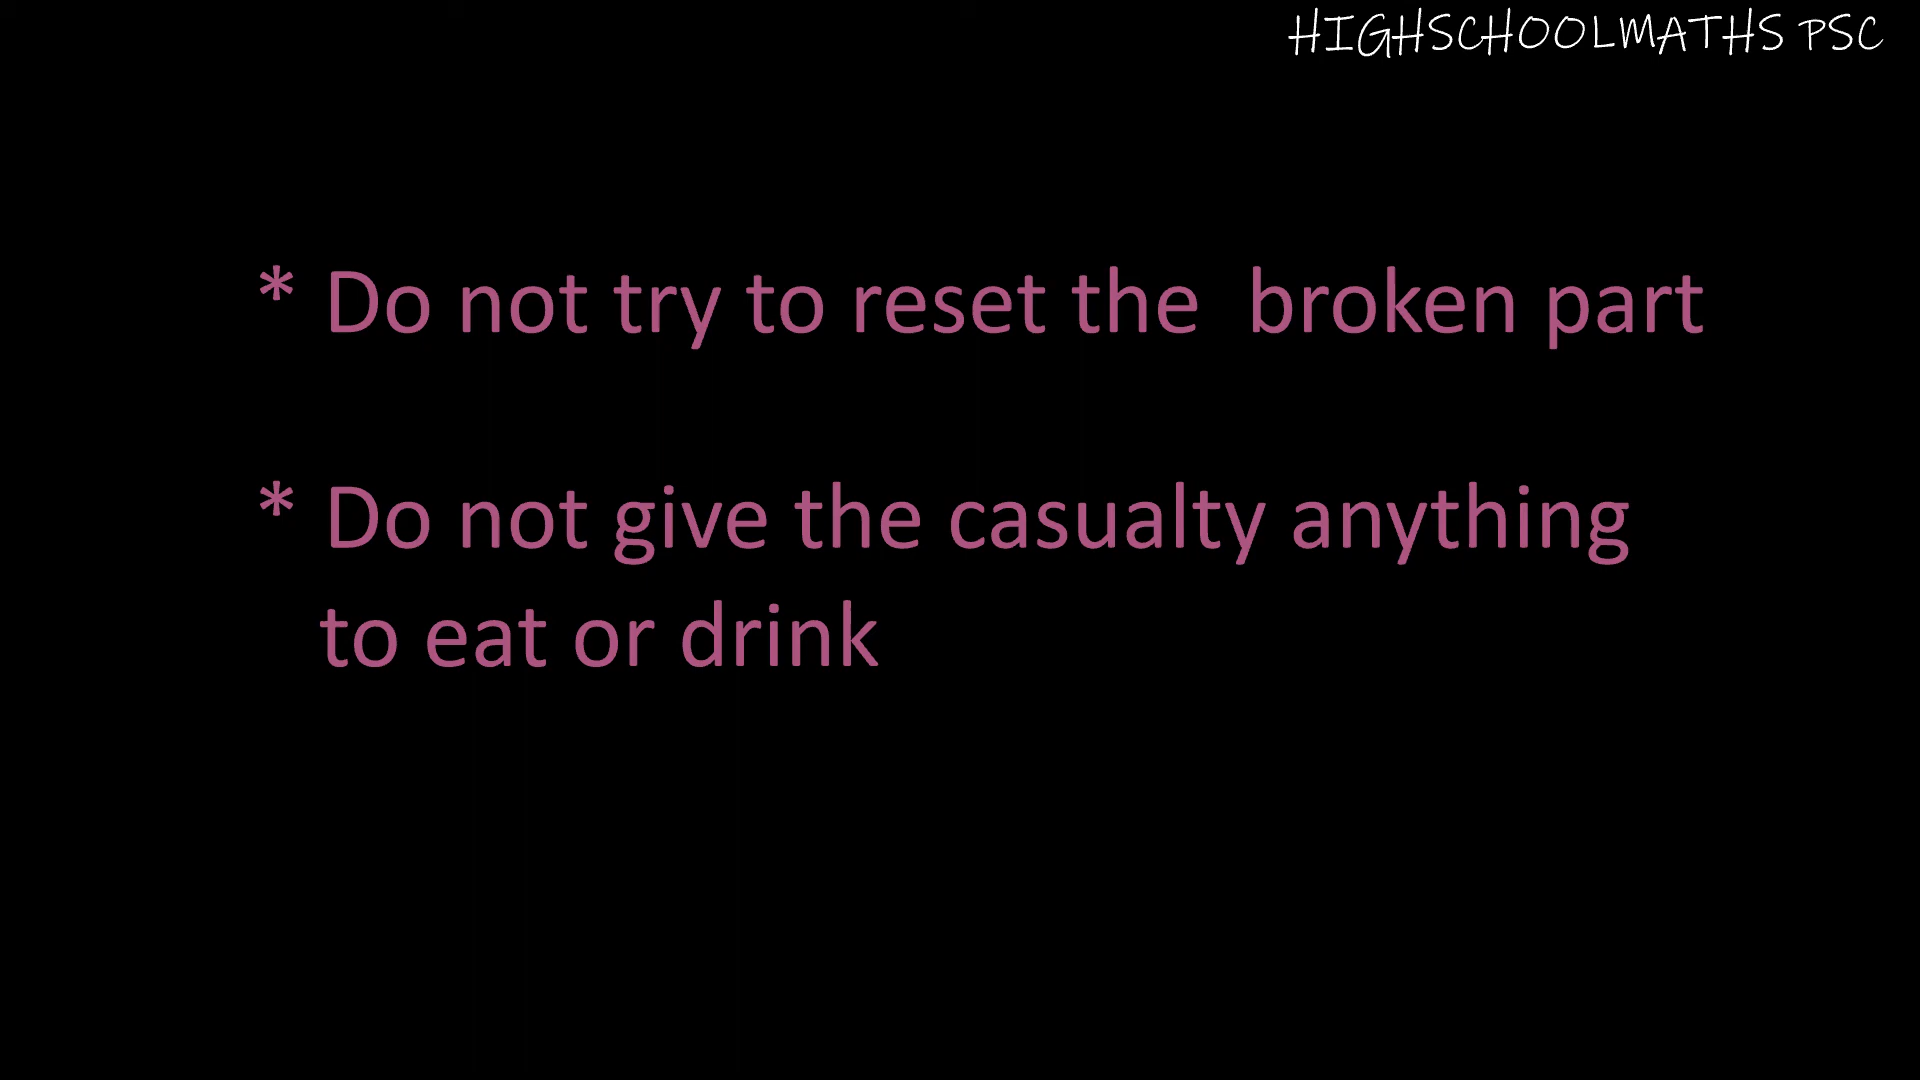 HIGHSCHOOLMATHS PSC
* Do not try to reset the  broken part
* Do not give the casualty anything
to eat or drink